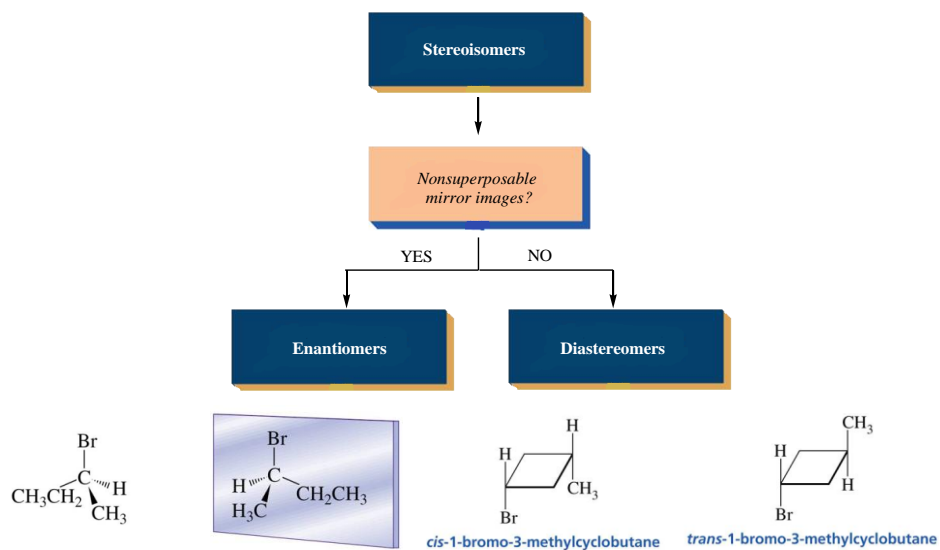 Stereoisomers
Nonsuperposable
mirror images?
YES
NO
Enantiomers
Diastereomers
Br
C
H
CH3CH2
CH3
Br
C
H
CH2CH3
H3C
H
H
CH3
Br
cis-1-bromo-3-methylcyclobutane
CH3
H
H
Br
trans-1-bromo-3-methylcyclobutane